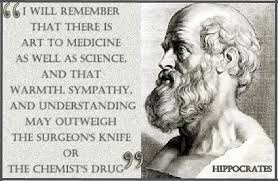 “I WILL REMEMBER
THAT THERE IS
ART TO MEDICINE
AS WELL AS SCIENCE,
AND THAT
WARMTH, SYMPATHY,
AND UNDERSTANDING
MAY OUTWEIGH
THE SURGEON'S KNIFE
OR
THE CHEMIST'S DRUG”
HIPPOCRATES